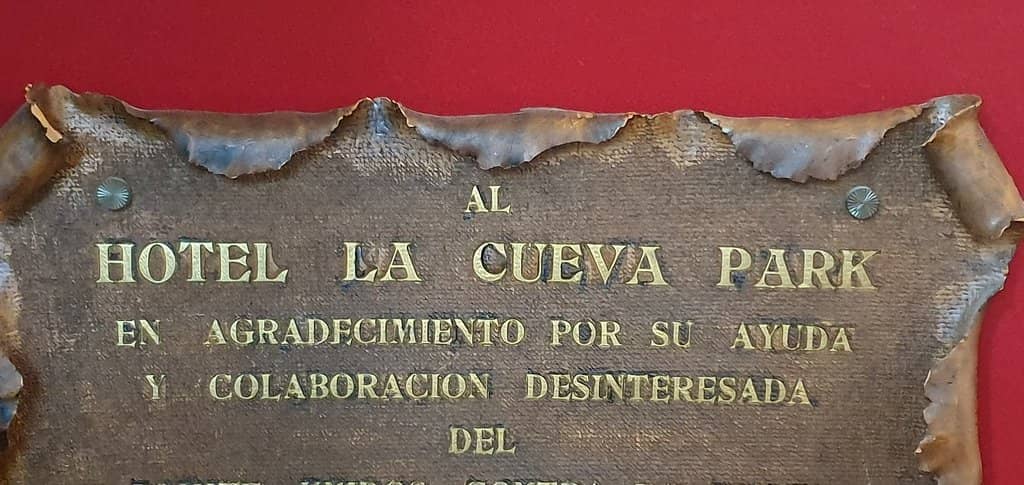 AL
HOTEL LA CUEVA PARK
EN AGRADECIMIENTO POR SU AYUDA
Y COLABORACION DESINTERESADA
DEL